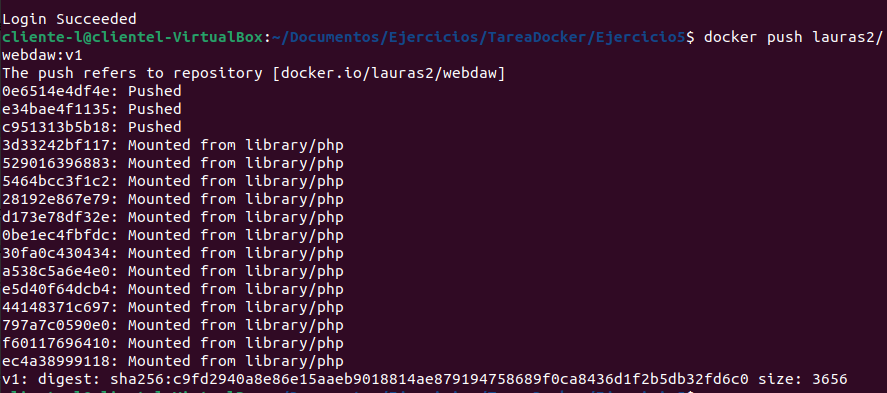 Login Succeeded
cliente-l@clientel-VirtualBox:~/Documentos/Ejercicios/TareaDocker/Ejercicio5$ docker push lauras2/
webdaw:v1
The push refers to repository [docker.io/lauras2/webdaw]
0e6514e4df4e: Pushed
e34bae4f1135: Pushed
c951313b5b18: Pushed
3d33242bf117: Mounted from library/php
529016396883: Mounted from library/php
5464bcc3f1c2: Mounted from library/php
28192e867e79: Mounted from library/php
d173e78df32e: Mounted from library/php
0be1ec4fbfdc: Mounted from library/php
30fa0c430434: Mounted from library/php
a538c5a6e4e0: Mounted from library/php
e5d40f64dcb4: Mounted from library/php
44148371c697: Mounted from library/php
797a7c0590e0: Mounted from library/php
f60117696410: Mounted from library/php
ec4a38999118: Mounted from library/php
v1: digest: sha256:c9fd2940a8e86e15aaeb9018814ae879194758689f0ca8436d1f2b5db32fd6c0 size: 3656